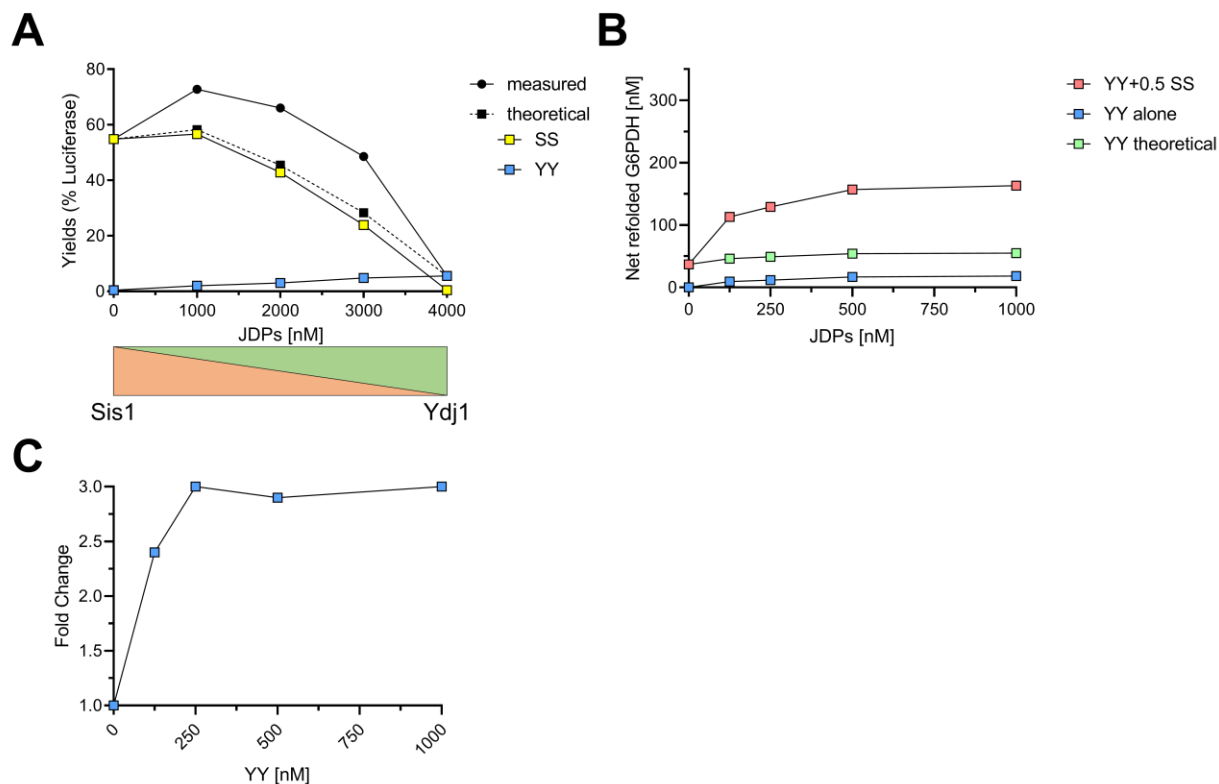 A
80
60
40
20
0
Yields (% Luciferase)
0 1000 2000 3000 4000
JDPs [nM]
measured
theoretical
SS
YY
Sis1 Ydj1
B
300
200
100
0
Net refolded G6PDH [nM]
0 250 500 750 1000
JDPs [nM]
YY+0.5 SS
YY alone
YY theoretical
C
3.0
2.5
2.0
1.5
1.0
Fold Change
0 250 500 750 1000
YY [nM]